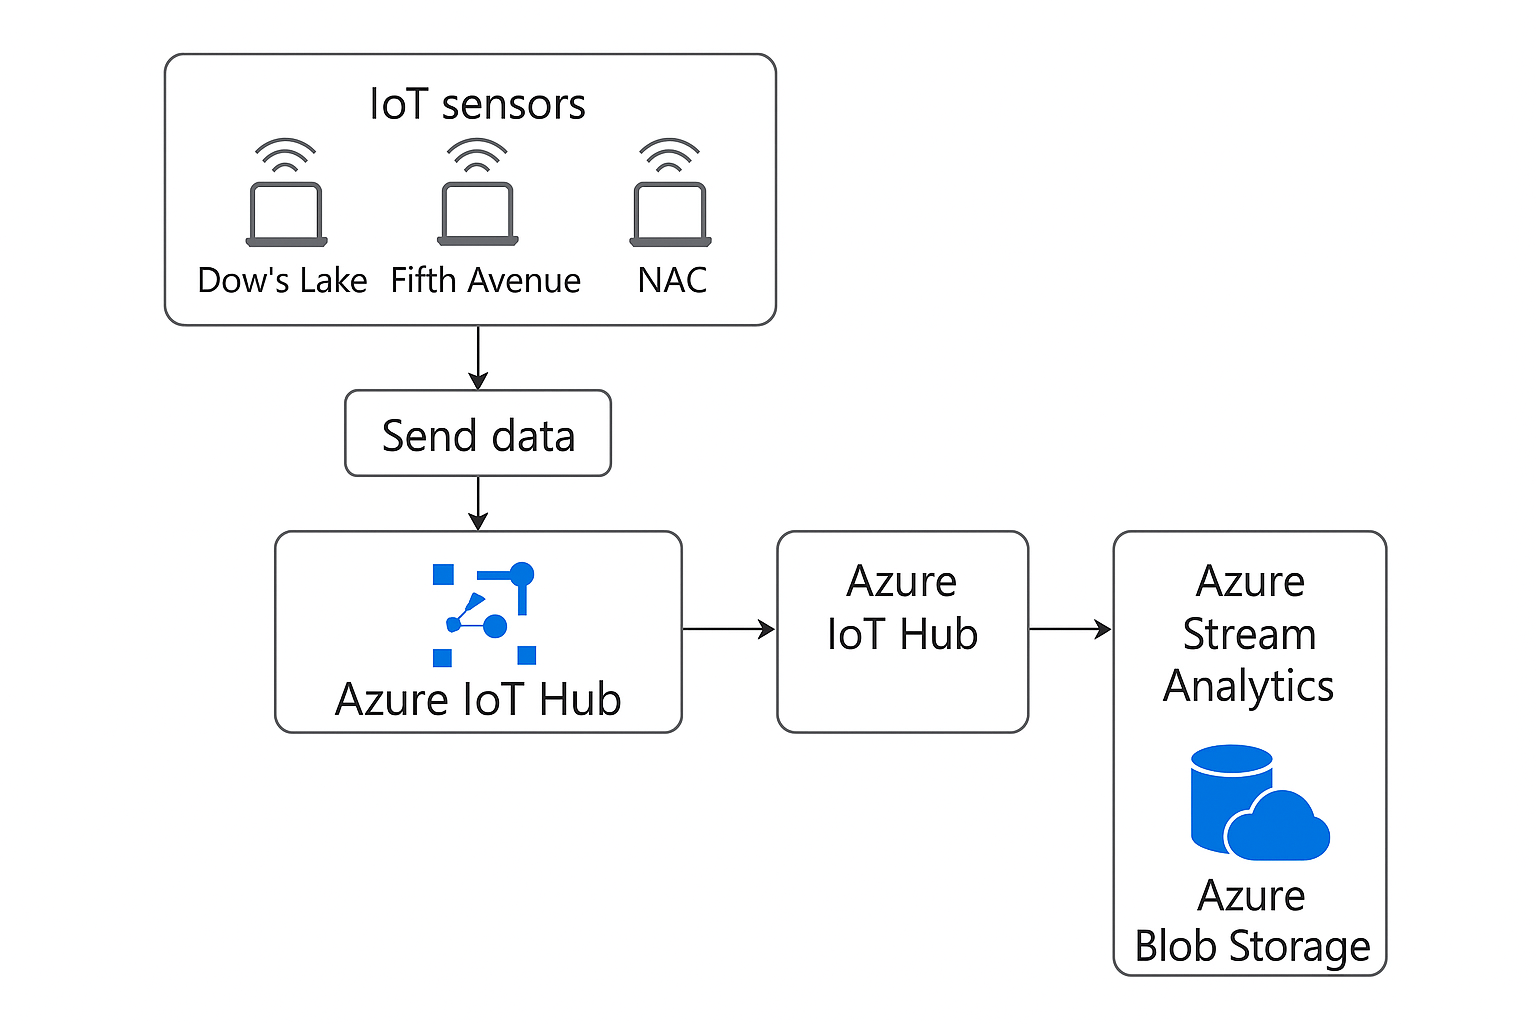 IoT sensors
Dow's Lake
Fifth Avenue
NAC
Send data
Azure IoT Hub
Azure
IoT Hub
Azure
Stream
Analytics
Azure
Blob Storage